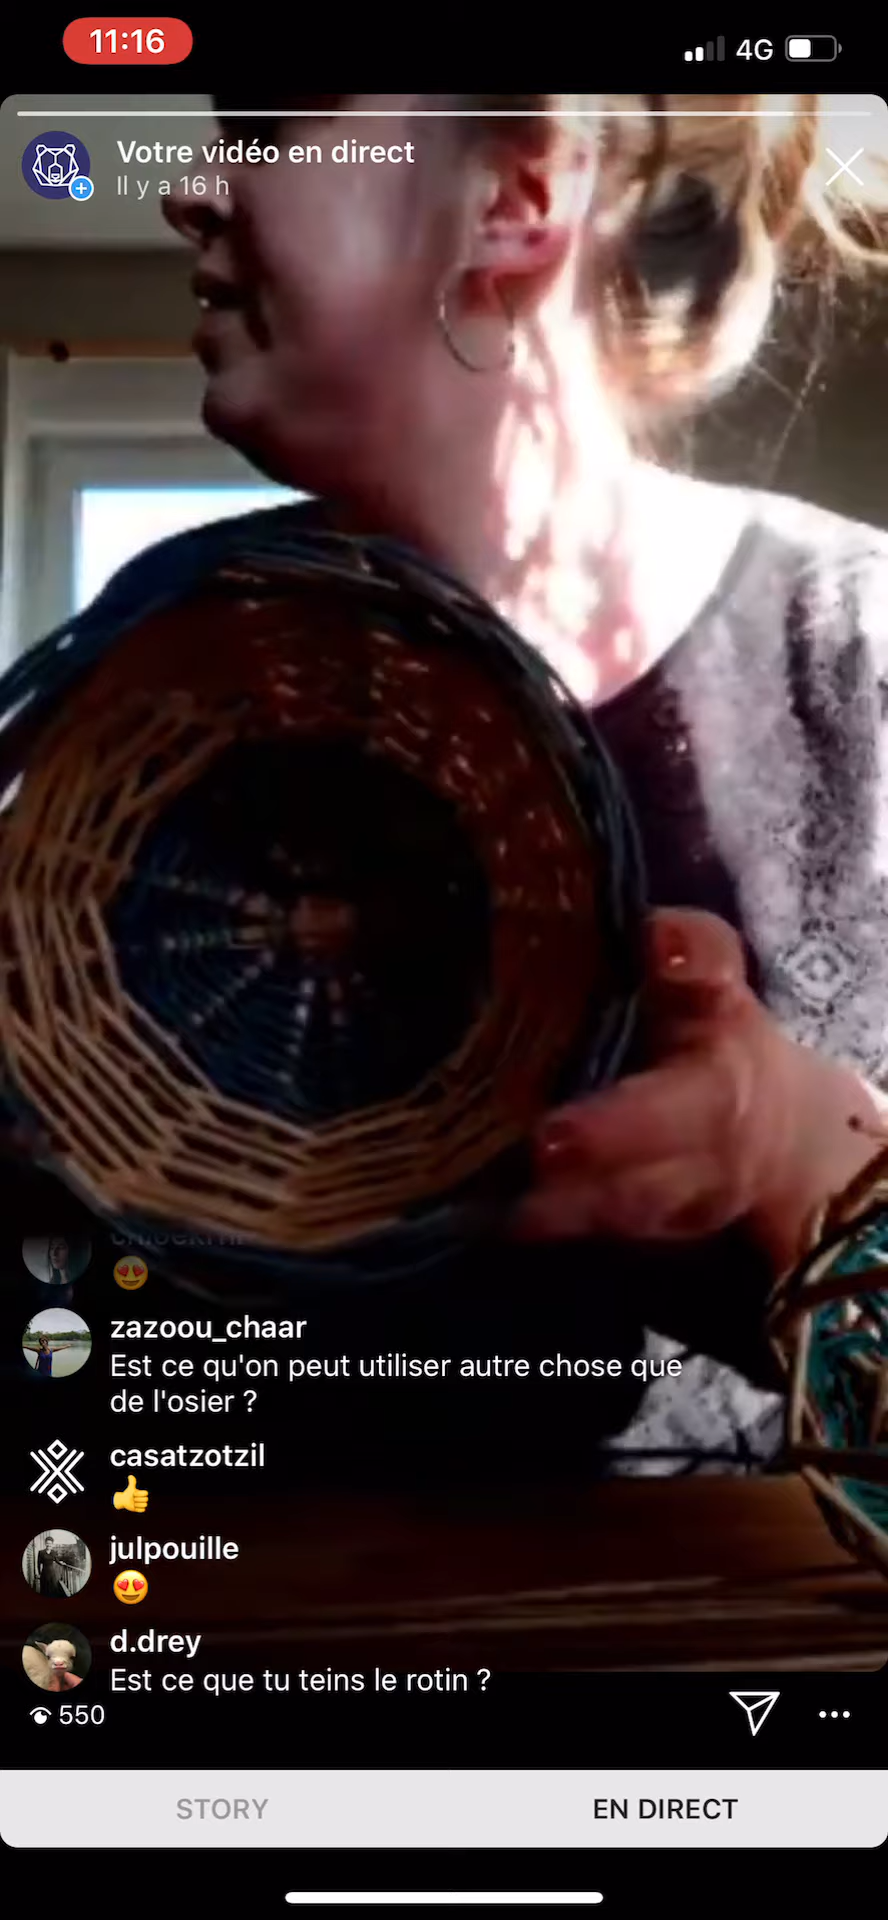 11:16
4G
Votre vidéo en direct
Il y a 16 h
😍
zazoou_chaar
Est ce qu'on peut utiliser autre chose que
de l'osier ?
casatzotzil
👍
julpouille
😍
d.drey
Est ce que tu teins le rotin ?
550
STORY
EN DIRECT